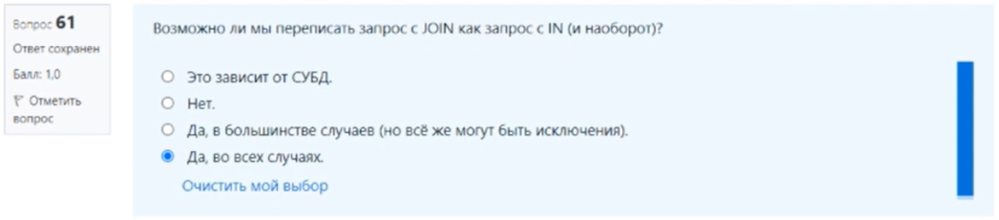 Вопрос 61
Ответ сохранен
Балл: 1,0
Отметить
вопрос
Возможно ли мы переписать запрос с JOIN как запрос с IN (и наоборот)?
Это зависит от СУБД.
Нет.
Да, в большинстве случаев (но всё же могут быть исключения).
Да, во всех случаях.
Очистить мой выбор